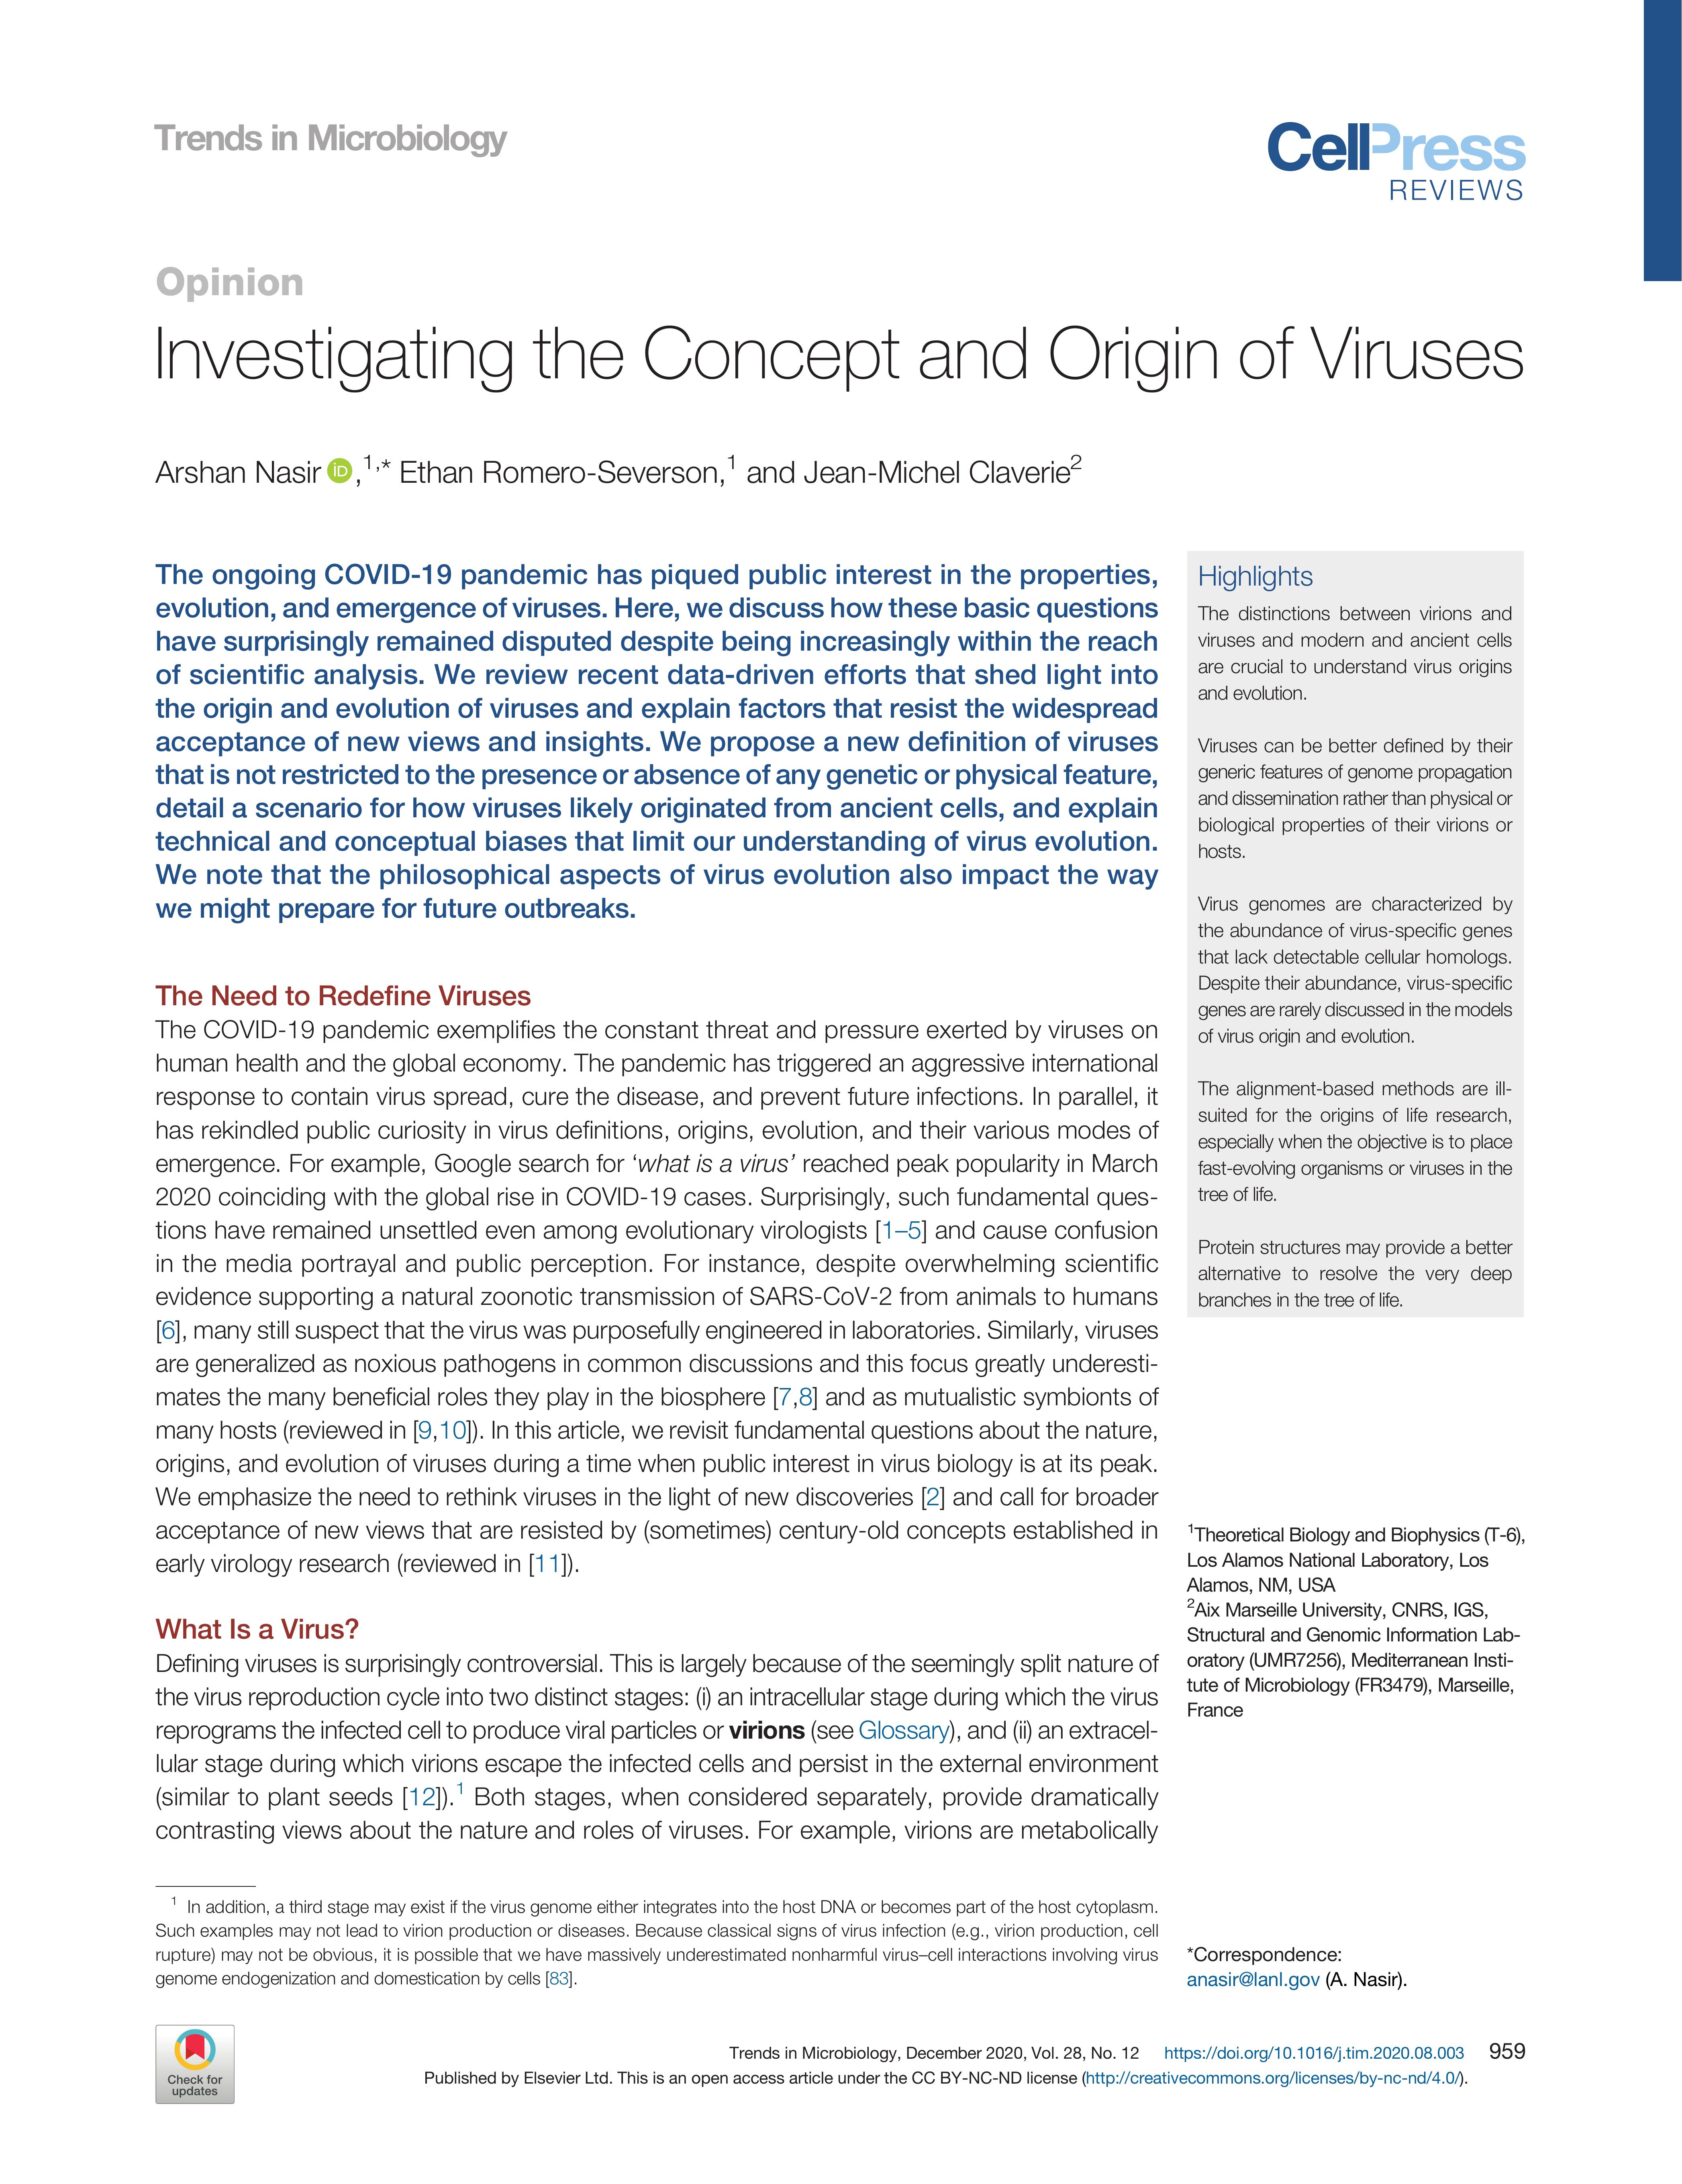 Trends in Microbiology
CellPress
REVIEWS
Opinion
Investigating the Concept and Origin of Viruses
Arshan Nasir iD ,1,* Ethan Romero-Severson,1 and Jean-Michel Claverie2
The ongoing COVID-19 pandemic has piqued public interest in the properties,
evolution, and emergence of viruses. Here, we discuss how these basic questions
have surprisingly remained disputed despite being increasingly within the reach
of scientific analysis. We review recent data-driven efforts that shed light into
the origin and evolution of viruses and explain factors that resist the widespread
acceptance of new views and insights. We propose a new definition of viruses
that is not restricted to the presence or absence of any genetic or physical feature,
detail a scenario for how viruses likely originated from ancient cells, and explain
technical and conceptual biases that limit our understanding of virus evolution.
We note that the philosophical aspects of virus evolution also impact the way
we might prepare for future outbreaks.
The Need to Redefine Viruses
The COVID-19 pandemic exemplifies the constant threat and pressure exerted by viruses on
human health and the global economy. The pandemic has triggered an aggressive international
response to contain virus spread, cure the disease, and prevent future infections. In parallel, it
has rekindled public curiosity in virus definitions, origins, evolution, and their various modes of
emergence. For example, Google search for ‘what is a virus’ reached peak popularity in March
2020 coinciding with the global rise in COVID-19 cases. Surprisingly, such fundamental ques-
tions have remained unsettled even among evolutionary virologists [1–5] and cause confusion
in the media portrayal and public perception. For instance, despite overwhelming scientific
evidence supporting a natural zoonotic transmission of SARS-CoV-2 from animals to humans
[6], many still suspect that the virus was purposefully engineered in laboratories. Similarly, viruses
are generalized as noxious pathogens in common discussions and this focus greatly underesti-
mates the many beneficial roles they play in the biosphere [7,8] and as mutualistic symbionts of
many hosts (reviewed in [9,10]). In this article, we revisit fundamental questions about the nature,
origins, and evolution of viruses during a time when public interest in virus biology is at its peak.
We emphasize the need to rethink viruses in the light of new discoveries [2] and call for broader
acceptance of new views that are resisted by (sometimes) century-old concepts established in
early virology research (reviewed in [11]).
What Is a Virus?
Defining viruses is surprisingly controversial. This is largely because of the seemingly split nature of
the virus reproduction cycle into two distinct stages: (i) an intracellular stage during which the virus
reprograms the infected cell to produce viral particles or virions (see Glossary), and (ii) an extracel-
lular stage during which virions escape the infected cells and persist in the external environment
(similar to plant seeds [12]).1 Both stages, when considered separately, provide dramatically
contrasting views about the nature and roles of viruses. For example, virions are metabolically
1 In addition, a third stage may exist if the virus genome either integrates into the host DNA or becomes part of the host cytoplasm.
Such examples may not lead to virion production or diseases. Because classical signs of virus infection (e.g., virion production, cell
rupture) may not be obvious, it is possible that we have massively underestimated nonharmful virus–cell interactions involving virus
genome endogenization and domestication by cells [83].
Highlights
The distinctions between virions and
viruses and modern and ancient cells
are crucial to understand virus origins
and evolution.
Viruses can be better defined by their
generic features of genome propagation
and dissemination rather than physical or
biological properties of their virions or
hosts.
Virus genomes are characterized by
the abundance of virus-specific genes
that lack detectable cellular homologs.
Despite their abundance, virus-specific
genes are rarely discussed in the models
of virus origin and evolution.
The alignment-based methods are ill-
suited for the origins of life research,
especially when the objective is to place
fast-evolving organisms or viruses in the
tree of life.
Protein structures may provide a better
alternative to resolve the very deep
branches in the tree of life.
1Theoretical Biology and Biophysics (T-6),
Los Alamos National Laboratory, Los
Alamos, NM, USA
2Aix Marseille University, CNRS, IGS,
Structural and Genomic Information Lab-
oratory (UMR7256), Mediterranean Insti-
tute of Microbiology (FR3479), Marseille,
France
*Correspondence:
anasir@lanl.gov (A. Nasir).
Check for
updates
Trends in Microbiology, December 2020, Vol. 28, No. 12 https://doi.org/10.1016/j.tim.2020.08.003 959
Published by Elsevier Ltd. This is an open access article under the CC BY-NC-ND license (http://creativecommons.org/licenses/by-nc-nd/4.0/).